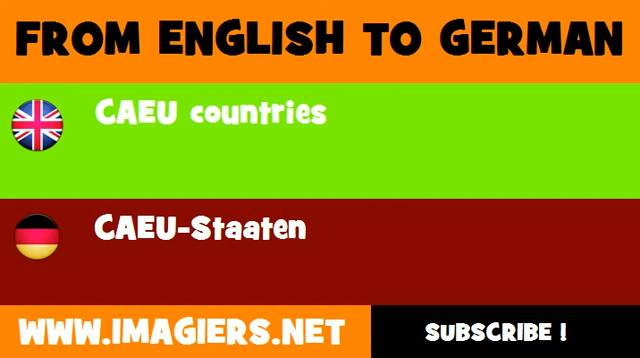 FROM ENGLISH TO GERMAN
CAEU countries
CAEU-Staaten
WWW.IMAGIERS.NET
SUBSCRIBE !